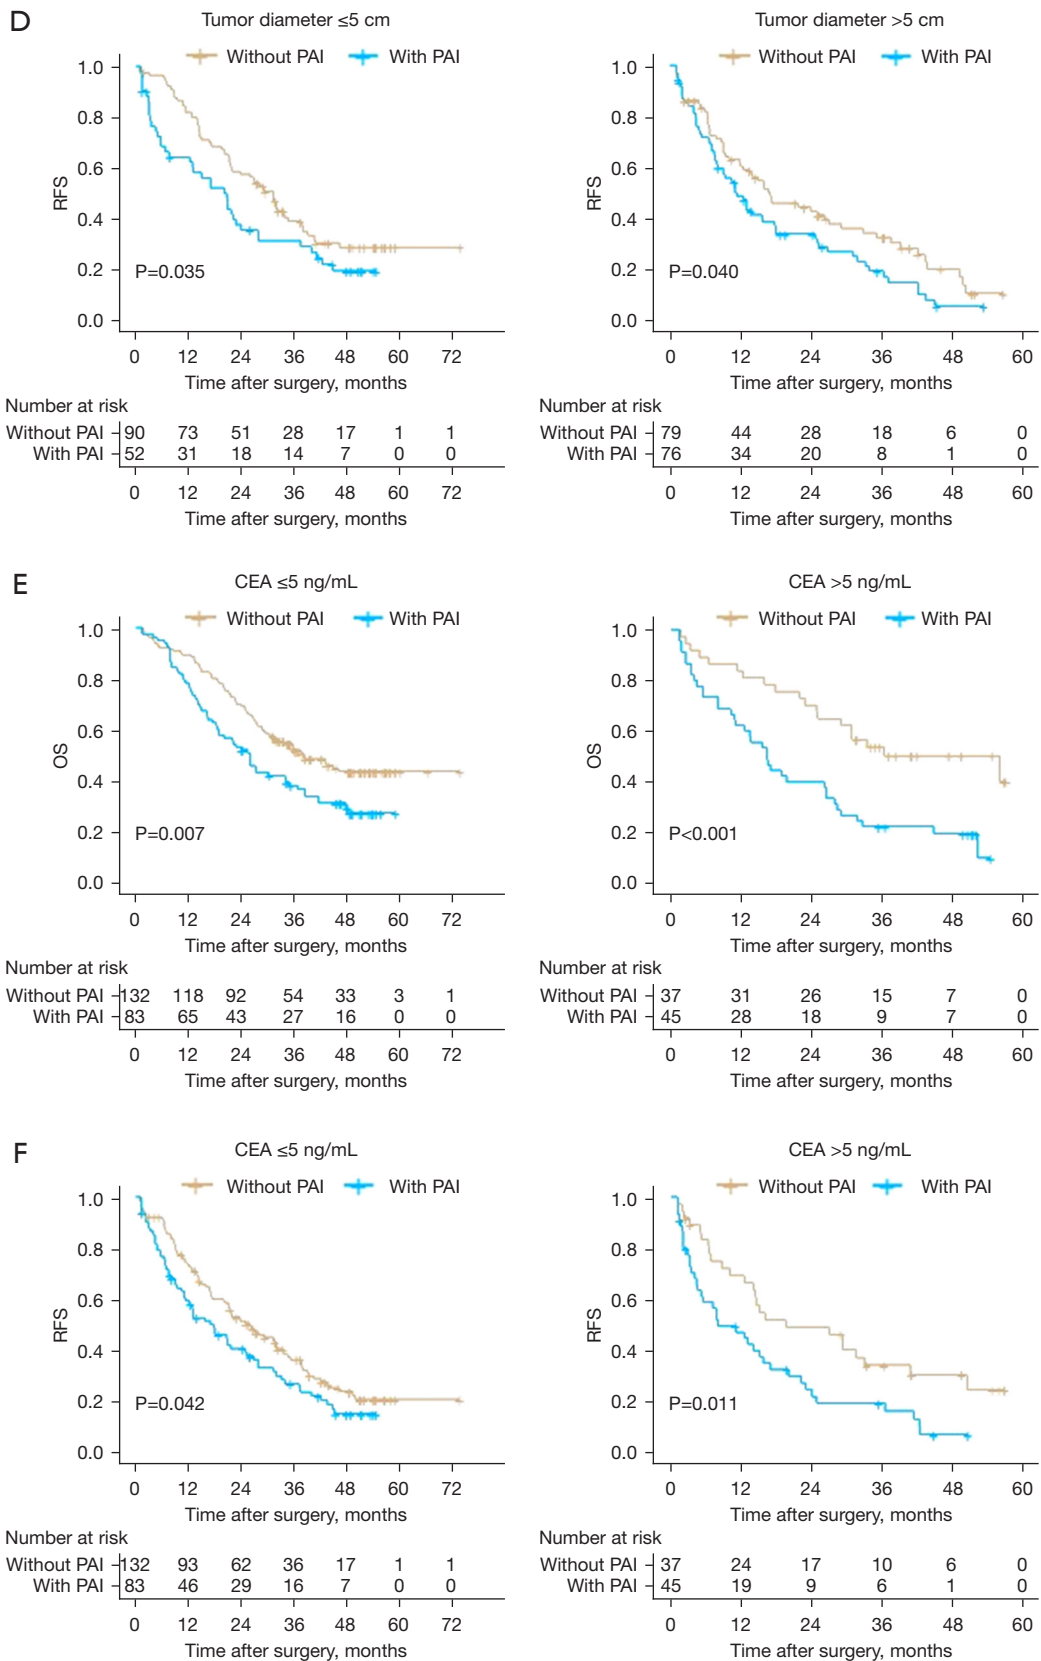 D
Tumor diameter ≤5 cm
Without PAI With PAI
1.0
0.8
0.6
0.4
0.2
0.0
RFS
P=0.035
0 12 24 36 48 60 72
Time after surgery, months
Number at risk
Without PAI 90 73 51 28 17 1 1
With PAI 52 31 18 14 7 0 0
0 12 24 36 48 60 72
Time after surgery, months
Tumor diameter >5 cm
Without PAI With PAI
1.0
0.8
0.6
0.4
0.2
0.0
RFS
P=0.040
0 12 24 36 48 60
Time after surgery, months
Number at risk
Without PAI 79 44 28 18 6 0
With PAI 76 34 20 8 1 0
0 12 24 36 48 60
Time after surgery, months
E
CEA ≤5 ng/mL
Without PAI With PAI
1.0
0.8
0.6
0.4
0.2
0.0
OS
P=0.007
0 12 24 36 48 60 72
Time after surgery, months
Number at risk
Without PAI 132 118 92 54 33 3 1
With PAI 83 65 43 27 16 0 0
0 12 24 36 48 60 72
Time after surgery, months
CEA >5 ng/mL
Without PAI With PAI
1.0
0.8
0.6
0.4
0.2
0.0
OS
P<0.001
0 12 24 36 48 60
Time after surgery, months
Number at risk
Without PAI 37 31 26 15 7 0
With PAI 45 28 18 9 7 0
0 12 24 36 48 60
Time after surgery, months
F
CEA ≤5 ng/mL
Without PAI With PAI
1.0
0.8
0.6
0.4
0.2
0.0
RFS
P=0.042
0 12 24 36 48 60 72
Time after surgery, months
Number at risk
Without PAI 132 93 62 36 17 1 1
With PAI 83 46 29 16 7 0 0
0 12 24 36 48 60 72
Time after surgery, months
CEA >5 ng/mL
Without PAI With PAI
1.0
0.8
0.6
0.4
0.2
0.0
RFS
P=0.011
0 12 24 36 48 60
Time after surgery, months
Number at risk
Without PAI 37 24 17 10 6 0
With PAI 45 19 9 6 1 0
0 12 24 36 48 60
Time after surgery, months